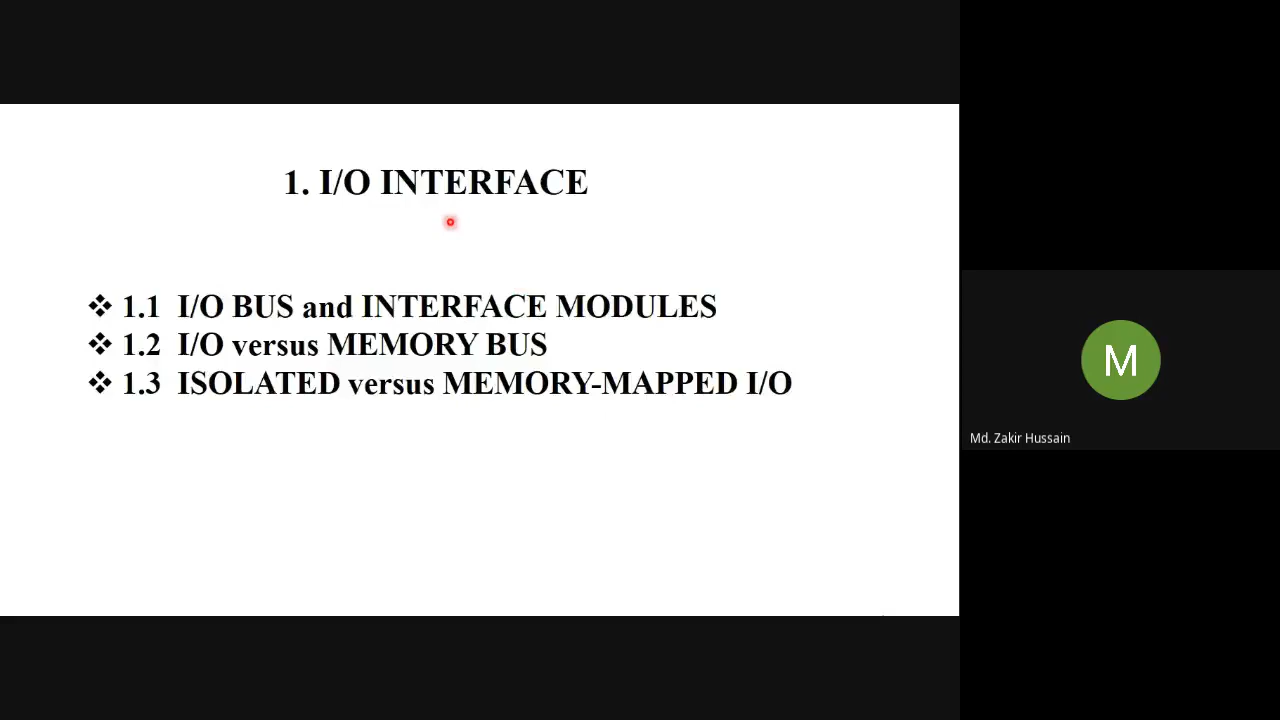 1. I/O INTERFACE
❖ 1.1 I/O BUS and INTERFACE MODULES
❖ 1.2 I/O versus MEMORY BUS
❖ 1.3 ISOLATED versus MEMORY-MAPPED I/O
M
Md. Zakir Hussain